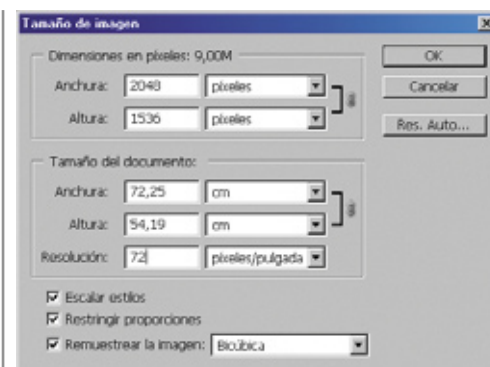 Tamaño de imagen
Dimensiones en píxeles: 9,00M
Anchura: 2048 píxeles
Altura: 1536 píxeles
OK
Cancelar
Res. Auto...
Tamaño del documento:
Anchura: 72,25 cm
Altura: 54,19 cm
Resolución: 72 píxeles/pulgada
Escalar estilos
Restringir proporciones
Remuestrear la imagen: Bicúbica